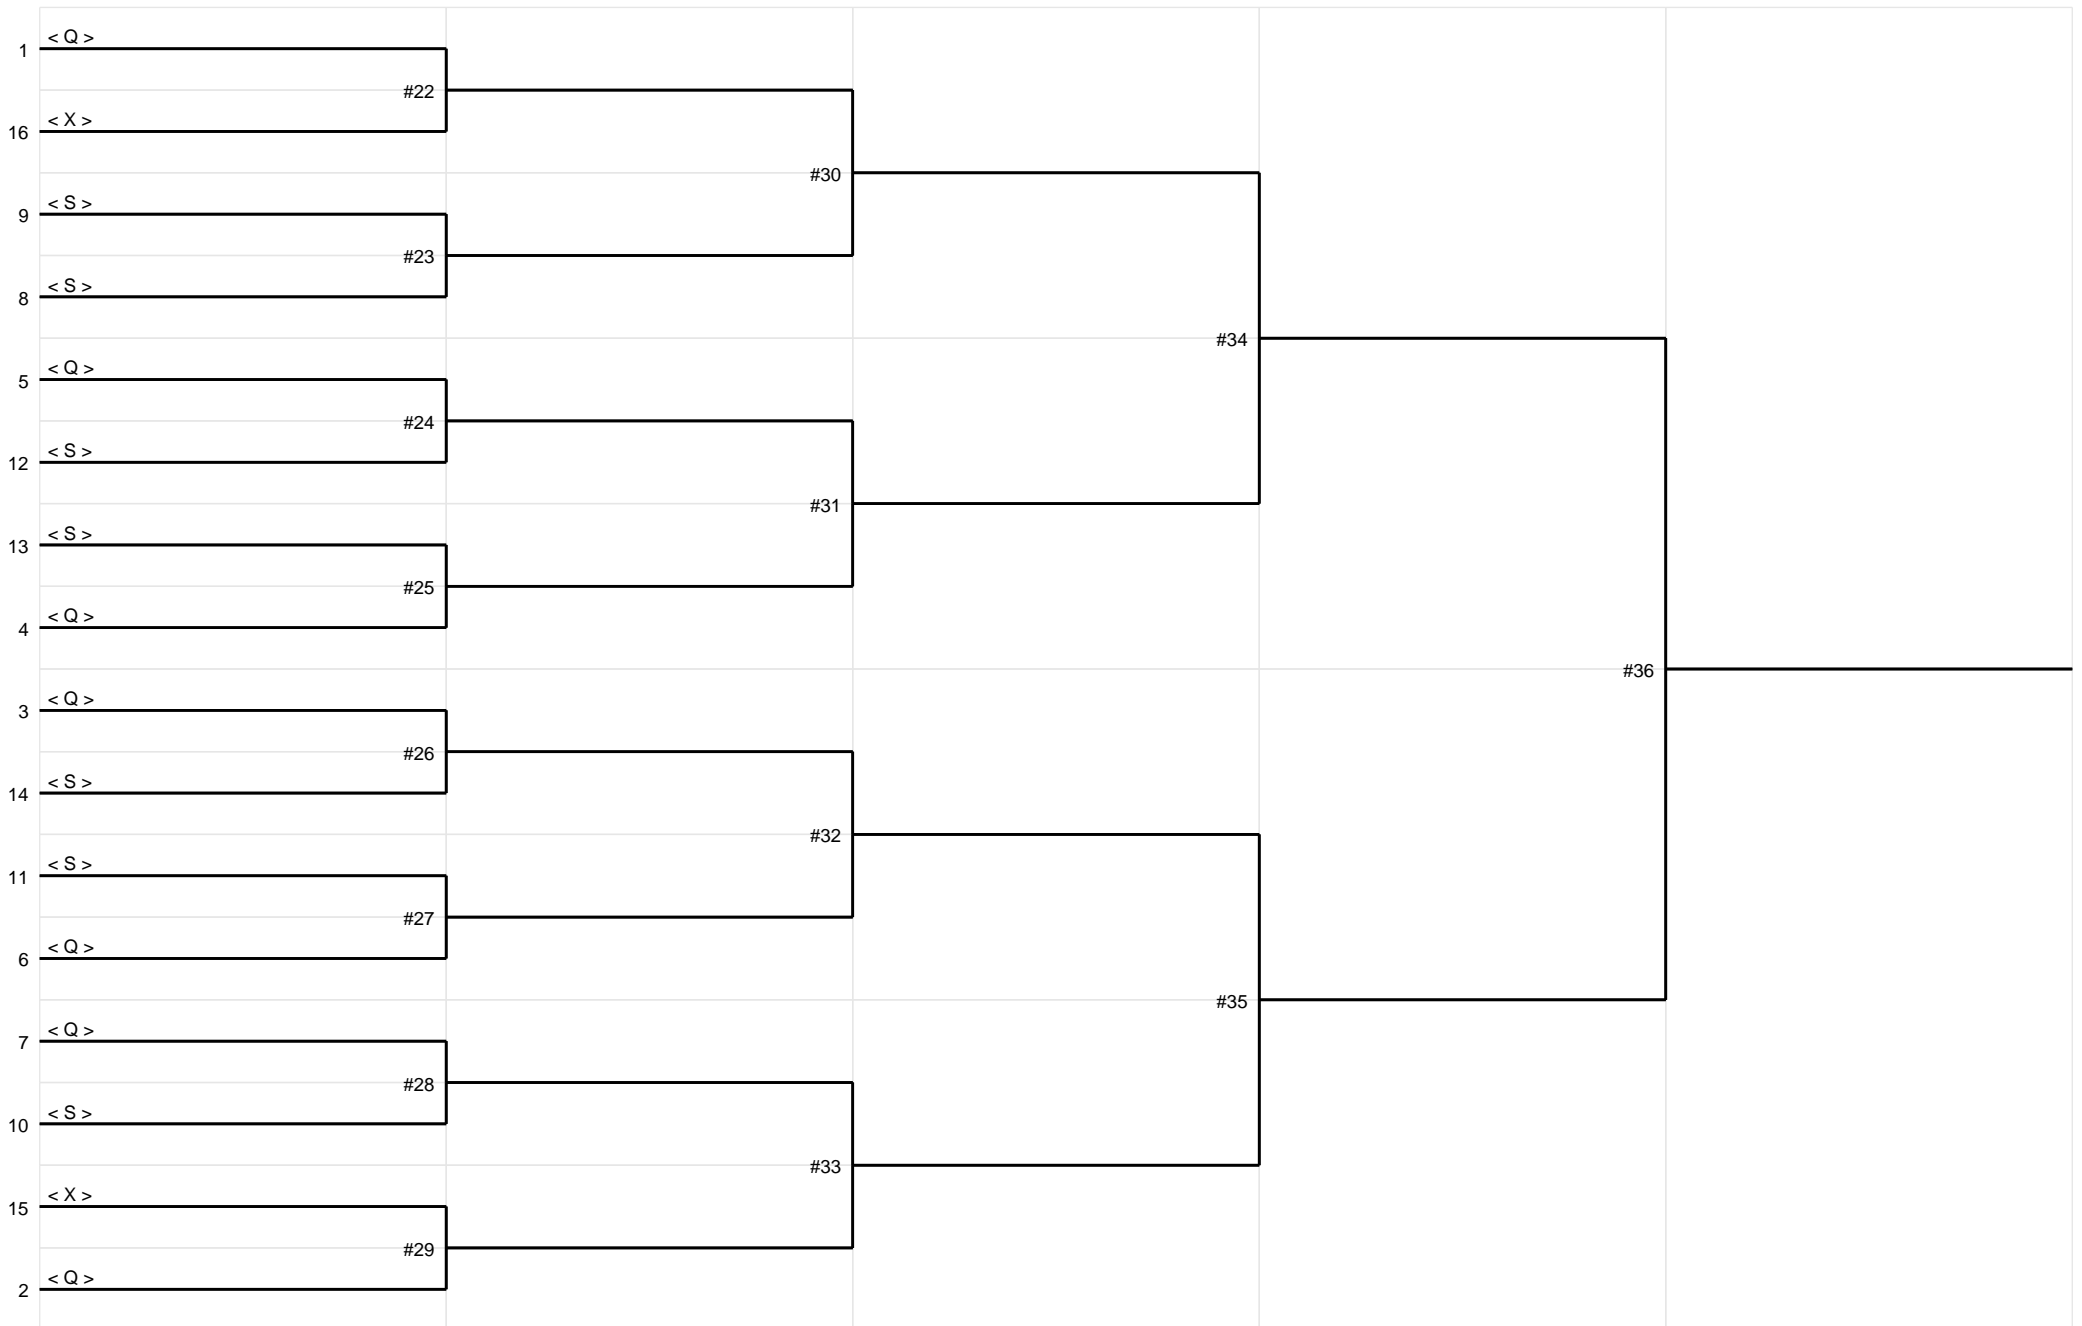 < Q >
1
#22
< X >
16
#30
< S >
9
#23
< S >
8
#34
< Q >
5
#24
< S >
12
#31
< S >
13
#25
< Q >
4
#36
< Q >
3
#26
< S >
14
#32
< S >
11
#27
< Q >
6
#35
< Q >
7
#28
< S >
10
#33
< X >
15
#29
< Q >
2